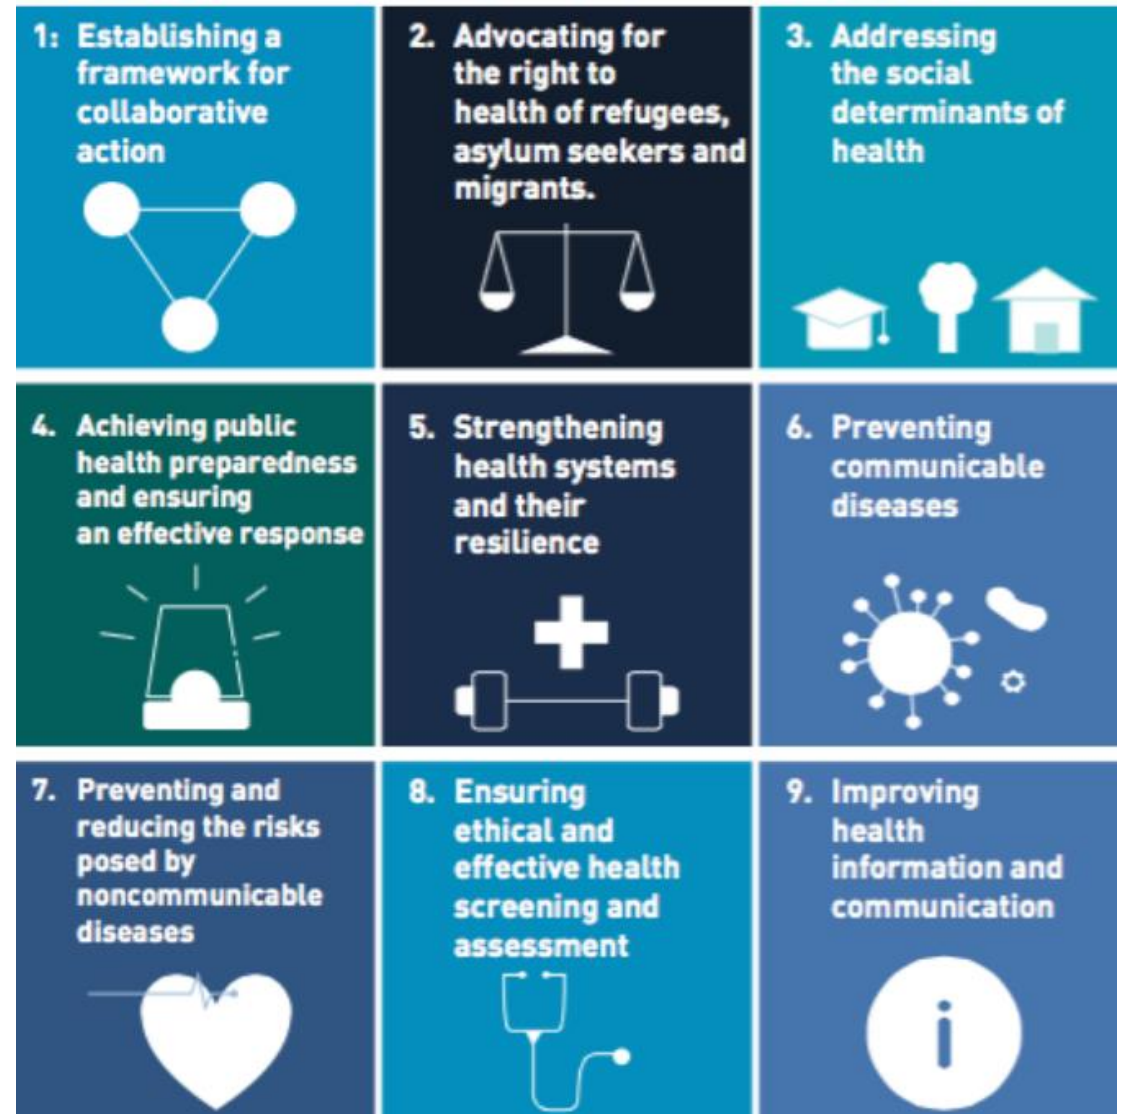 1: Establishing a
framework for
collaborative
action
2. Advocating for
the right to
health of refugees,
asylum seekers and
migrants.
3. Addressing
the social
determinants of
health
4. Achieving public
health preparedness
and ensuring
an effective response
5. Strengthening
health systems
and their
resilience
6. Preventing
communicable
diseases
7. Preventing and
reducing the risks
posed by
noncommunicable
diseases
8. Ensuring
ethical and
effective health
screening and
assessment
9. Improving
health
information and
communication
i